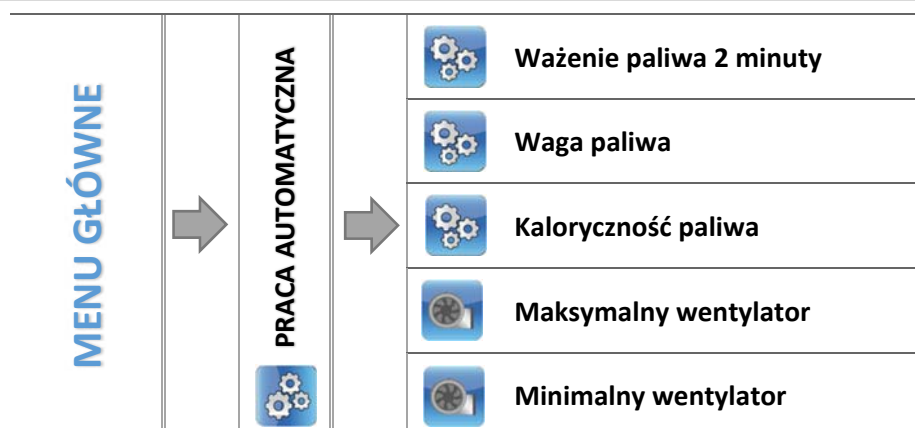 MENU GŁÓWNE
PRACA AUTOMATYCZNA
Ważenie paliwa 2 minuty
Waga paliwa
Kaloryczność paliwa
Maksymalny wentylator
Minimalny wentylator